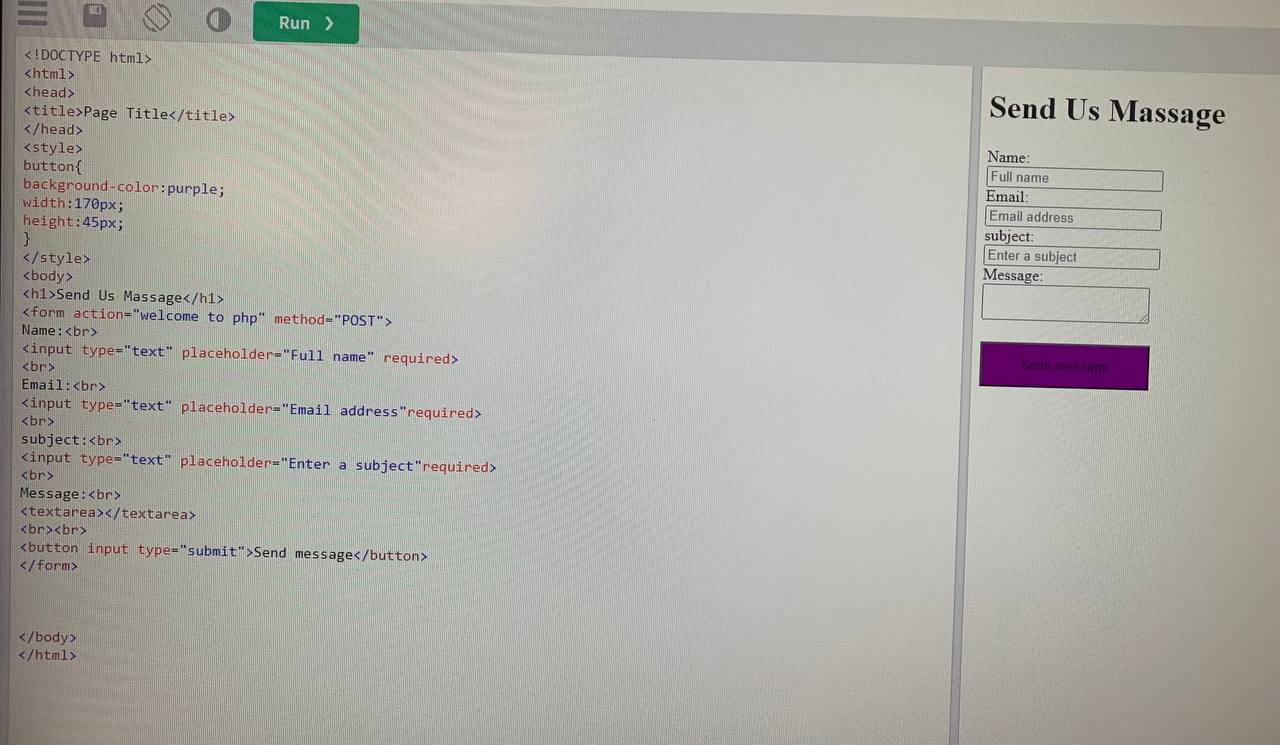 Run ❯
<!DOCTYPE html>
<html>
<head>
<title>Page Title</title>
</head>
<style>
button{
background-color:purple;
width:170px;
height:45px;
}
</style>
<body>
<h1>Send Us Massage</h1>
<form action="welcome to php" method="POST">
Name:<br>
<input type="text" placeholder="Full name" required>
<br>
Email:<br>
<input type="text" placeholder="Email address"required>
<br>
subject:<br>
<input type="text" placeholder="Enter a subject"required>
<br>
Message:<br>
<textarea></textarea>
<br><br>
<button input type="submit">Send message</button>
</form>
</body>
</html>
Send Us Massage
Name:
Full name
Email:
Email address
subject:
Enter a subject
Message:
Send message